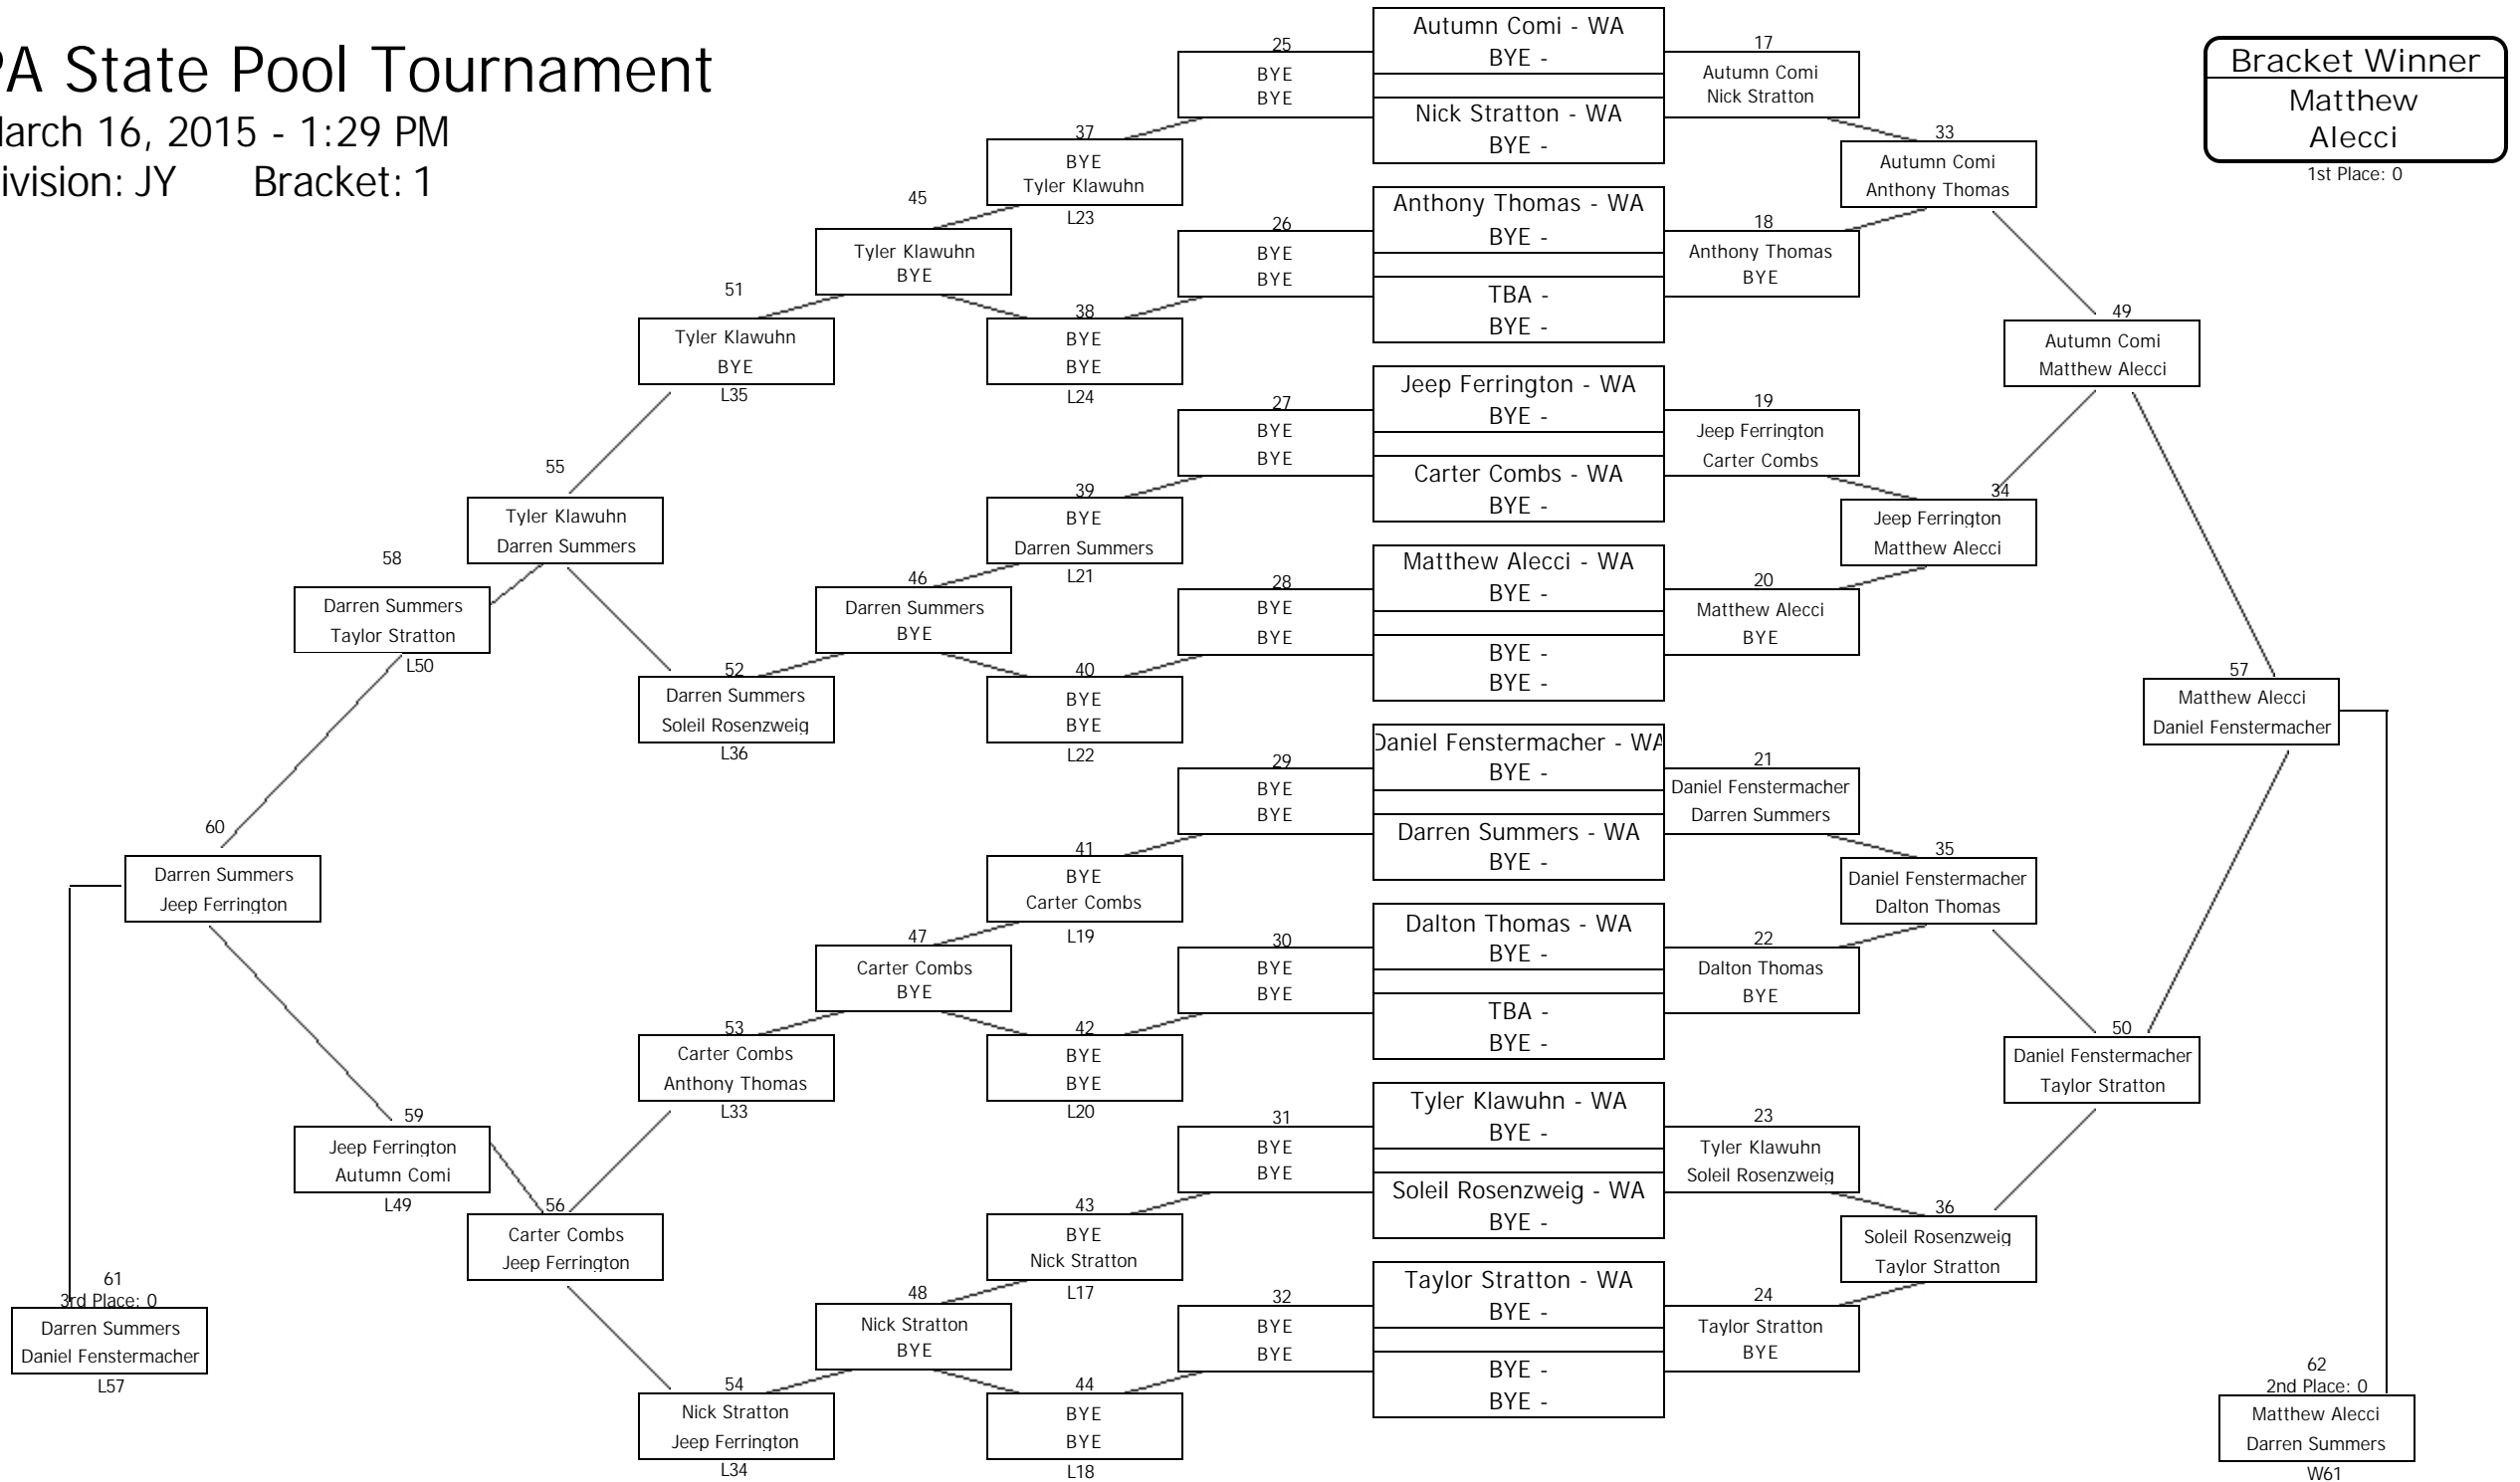 PA State Pool Tournament
March 16, 2015 - 1:29 PM
Division: JY Bracket: 1
Bracket Winner
Matthew
Alecci
1st Place: 0
61
3rd Place: 0
Darren Summers
Daniel Fenstermacher
L57
60
Darren Summers
Jeep Ferrington
58
Darren Summers
Taylor Stratton
L50
59
Jeep Ferrington
Autumn Comi
L49
55
Tyler Klawuhn
Darren Summers
56
Carter Combs
Jeep Ferrington
51
Tyler Klawuhn
BYE
L35
52
Darren Summers
Soleil Rosenzweig
L36
53
Carter Combs
Anthony Thomas
L33
54
Nick Stratton
Jeep Ferrington
L34
45
Tyler Klawuhn
BYE
46
Darren Summers
BYE
47
Carter Combs
BYE
48
Nick Stratton
BYE
37
BYE
Tyler Klawuhn
L23
38
BYE
BYE
L24
39
BYE
Darren Summers
L21
40
BYE
BYE
L22
41
BYE
Carter Combs
L19
42
BYE
BYE
L20
43
BYE
Nick Stratton
L17
44
BYE
BYE
L18
25
BYE
BYE
26
BYE
BYE
27
BYE
BYE
28
BYE
BYE
29
BYE
BYE
30
BYE
BYE
31
BYE
BYE
32
BYE
BYE
Autumn Comi - WA
BYE -
Nick Stratton - WA
BYE -
Anthony Thomas - WA
BYE -
TBA -
BYE -
Jeep Ferrington - WA
BYE -
Carter Combs - WA
BYE -
Matthew Alecci - WA
BYE -
BYE -
BYE -
Daniel Fenstermacher - WA
BYE -
Darren Summers - WA
BYE -
Dalton Thomas - WA
BYE -
TBA -
BYE -
Tyler Klawuhn - WA
BYE -
Soleil Rosenzweig - WA
BYE -
Taylor Stratton - WA
BYE -
BYE -
BYE -
17
Autumn Comi
Nick Stratton
18
Anthony Thomas
BYE
19
Jeep Ferrington
Carter Combs
20
Matthew Alecci
BYE
21
Daniel Fenstermacher
Darren Summers
22
Dalton Thomas
BYE
23
Tyler Klawuhn
Soleil Rosenzweig
24
Taylor Stratton
BYE
33
Autumn Comi
Anthony Thomas
34
Jeep Ferrington
Matthew Alecci
35
Daniel Fenstermacher
Dalton Thomas
36
Soleil Rosenzweig
Taylor Stratton
49
Autumn Comi
Matthew Alecci
50
Daniel Fenstermacher
Taylor Stratton
57
Matthew Alecci
Daniel Fenstermacher
62
2nd Place: 0
Matthew Alecci
Darren Summers
W61